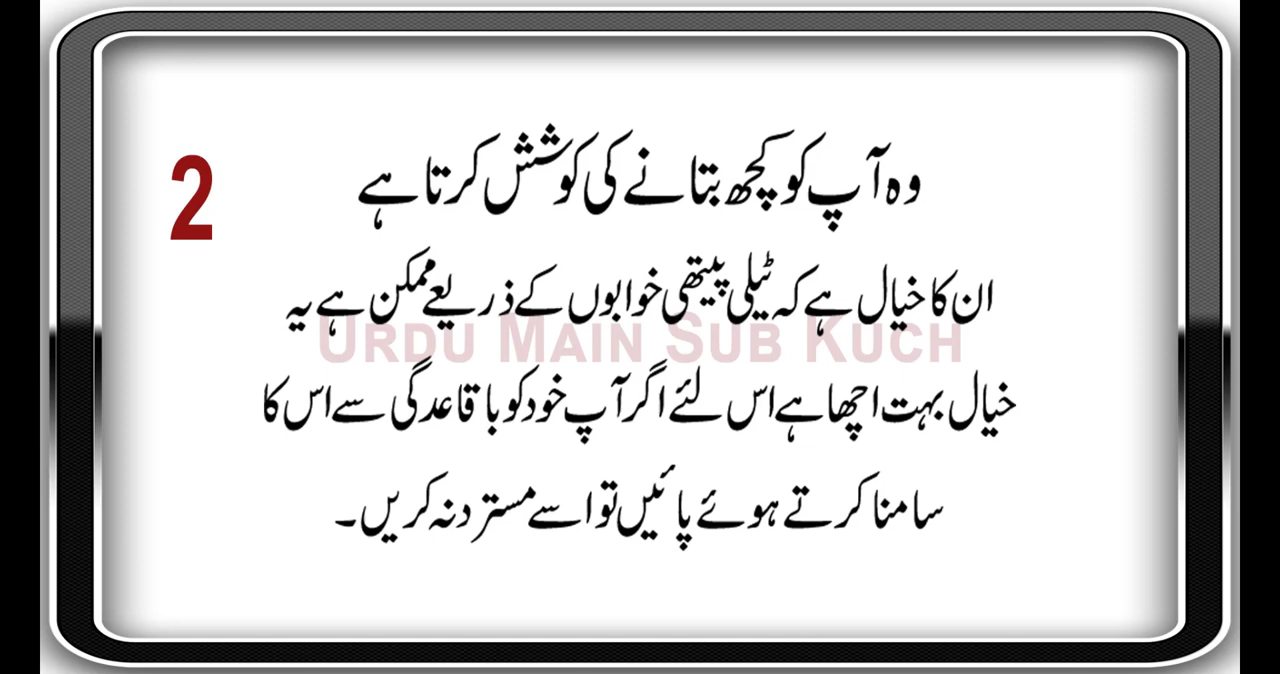 2
وہ آپ کو کچھ بتانے کی کوشش کرتا ہے
ان کا خیال ہے کہ ٹیلی پیتھی خوابوں کے ذریعے ممکن ہے یہ
URDU MAIN SUB KUCH
خیال بہت اچھا ہے اس لئے اگر آپ خود کو باقاعدگی سے اس کا
سامنا کرتے ہوئے پائیں تو اسے مسترد نہ کریں۔